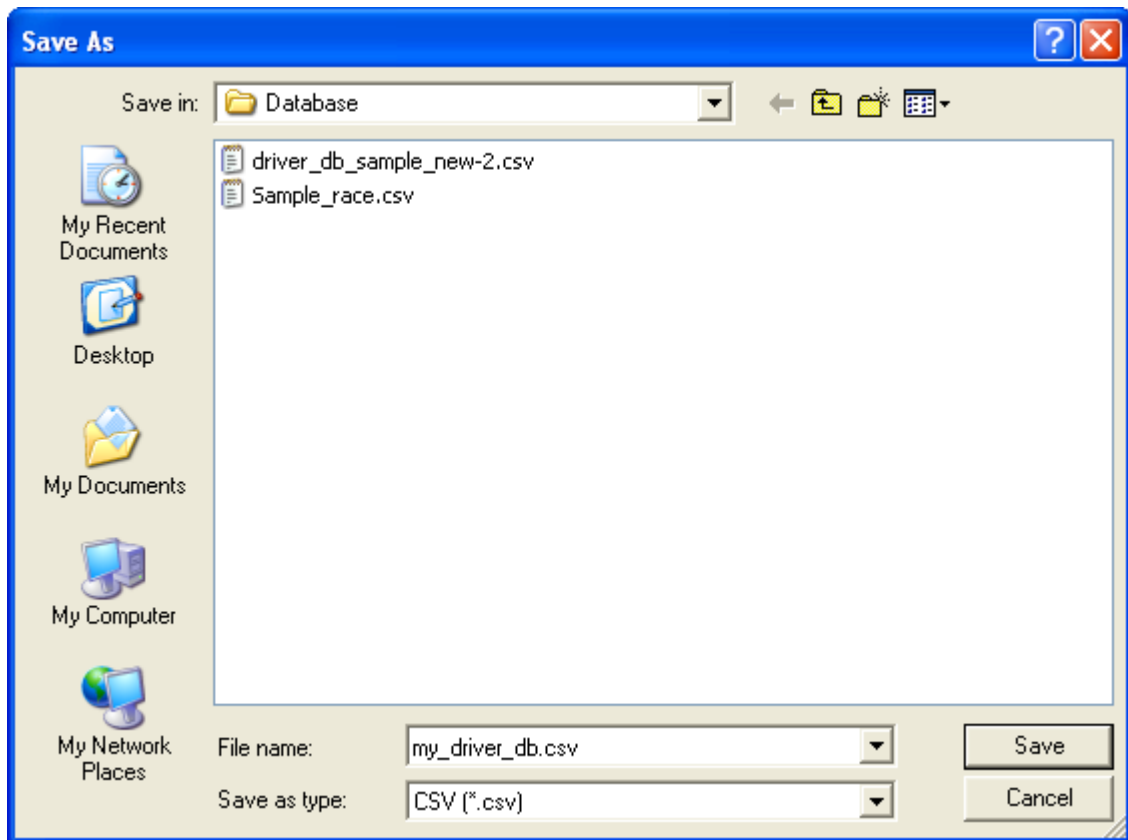 Save As
Save in:
Database
driver_db_sample_new-2.csv
Sample_race.csv
My Recent
Documents
Desktop
My Documents
My Computer
My Network
Places
File name:
my_driver_db.csv
Save
Save as type:
CSV (*.csv)
Cancel